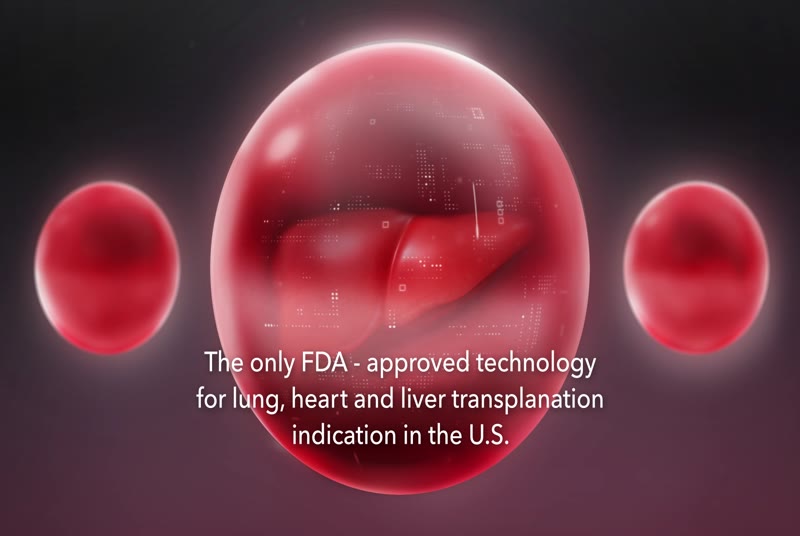 The only FDA - approved technology
for lung, heart and liver transplanation
indication in the U.S.